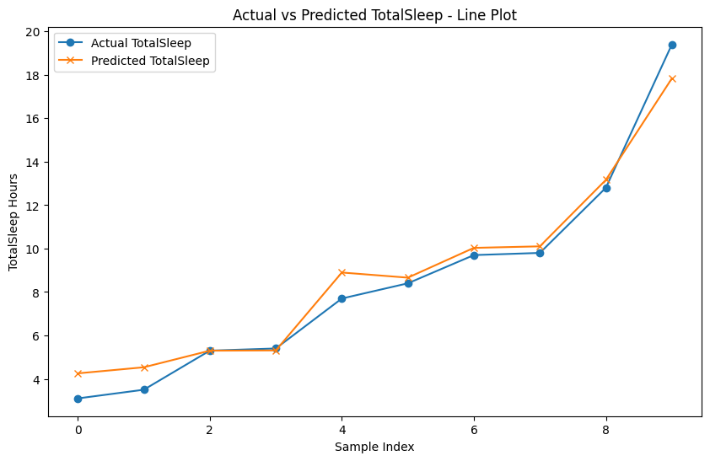 Actual vs Predicted TotalSleep - Line Plot
Actual TotalSleep
Predicted TotalSleep
TotalSleep Hours
20
18
16
14
12
10
8
6
4
0 2 4 6 8
Sample Index